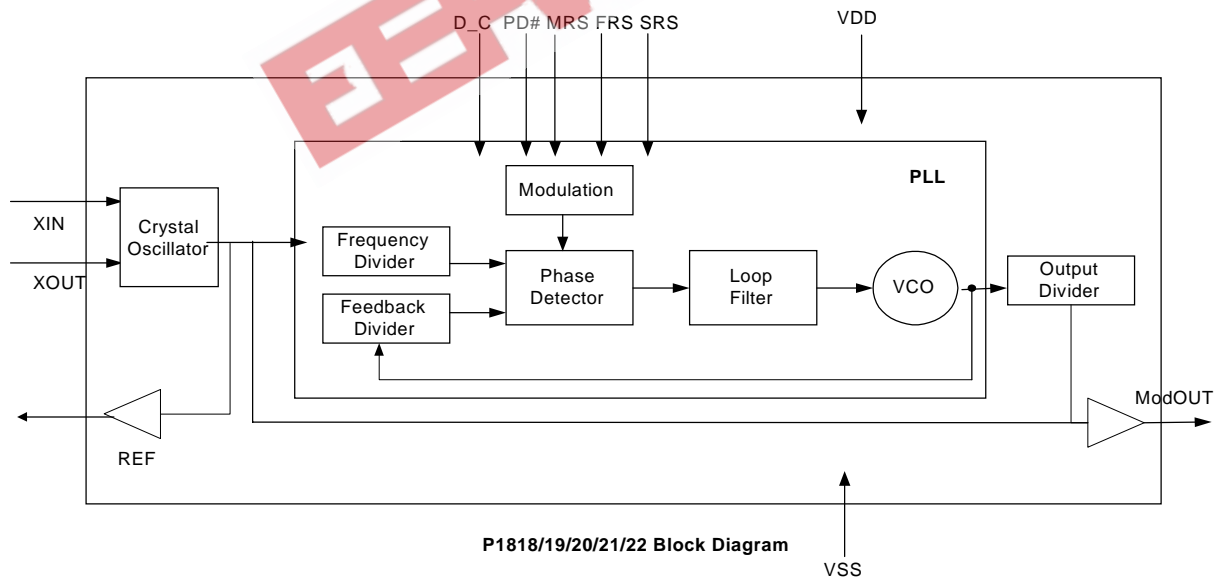 D_C PD# MRS FRS SRS
VDD
PLL
Modulation
XIN
Crystal
Oscillator
Frequency
Divider
Phase
Detector
Loop
Filter
VCO
Output
Divider
XOUT
Feedback
Divider
ModOUT
REF
P1818/19/20/21/22 Block Diagram
VSS